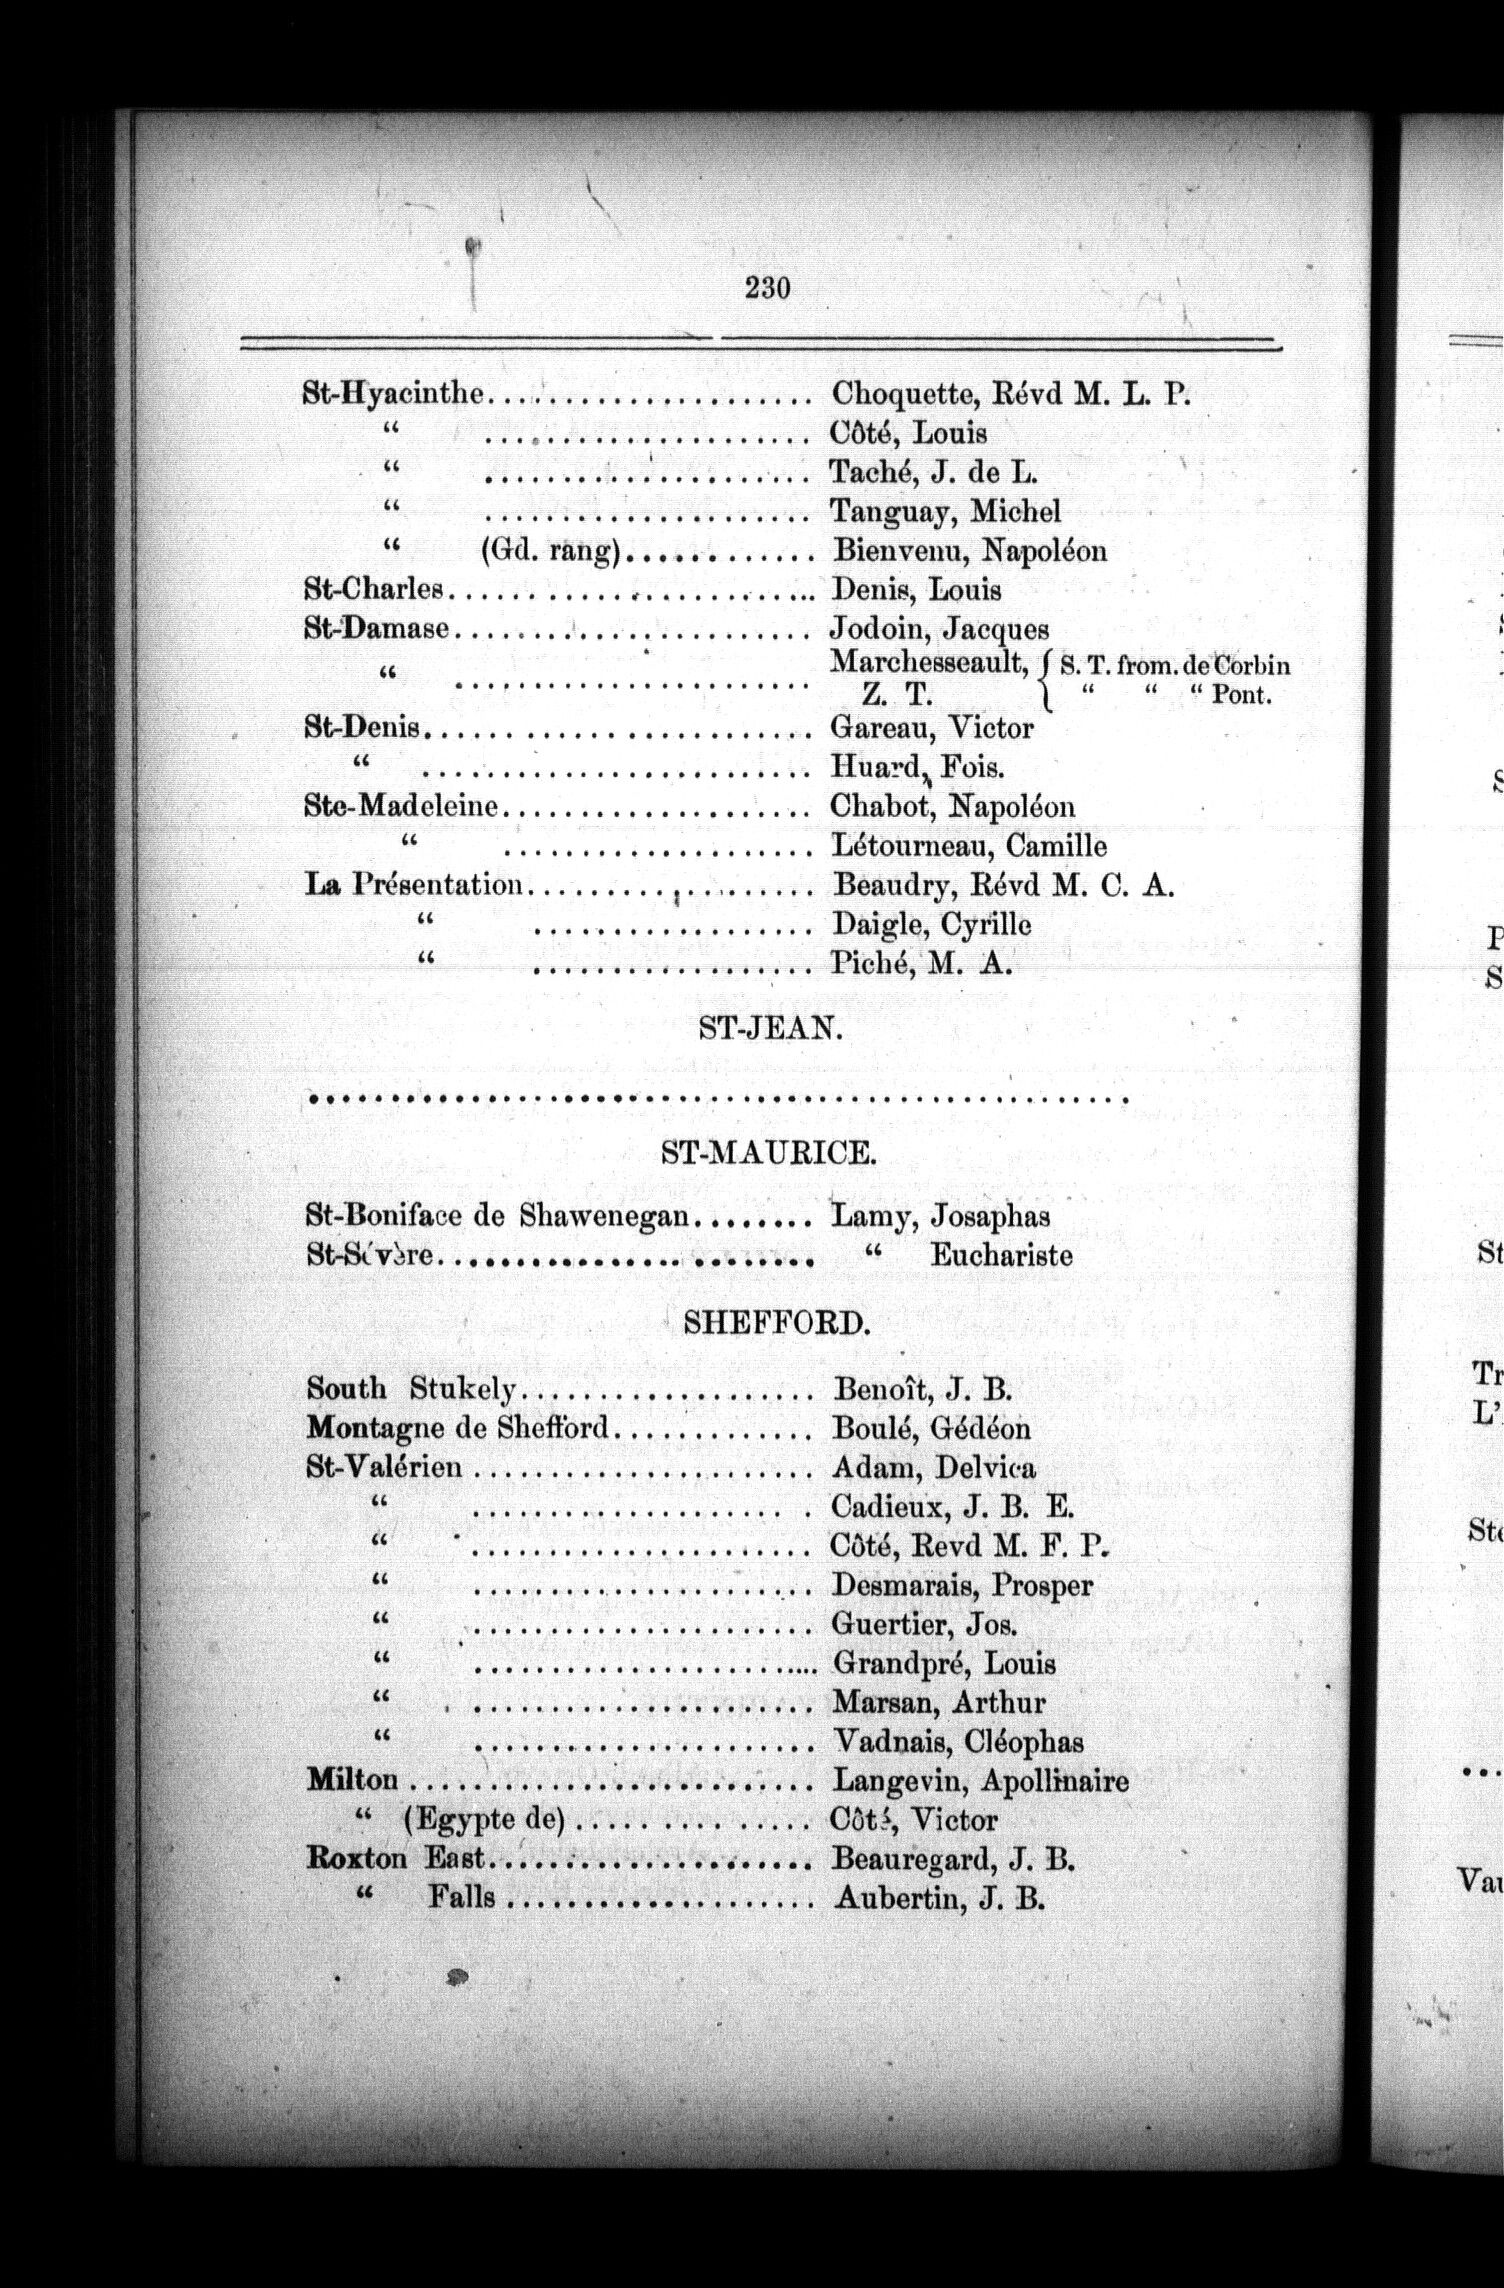 230
St-Hyacinthe..................... Choquette, Révd M. L. P.
“ ..................... Côté, Louis
“ ..................... Taché, J. de L.
“ ..................... Tanguay, Michel
“ (Gd. rang)............ Bienvenu, Napoléon
St-Charles........................ Denis, Louis
St-Damase....................... Jodoin, Jacques
“ ....................... Marchesseault, { S. T. from. de Corbin
Z. T. “ “ “ Pont.
St-Denis......................... Gareau, Victor
“ ......................... Huard, Fois.
Ste-Madeleine.................... Chabot, Napoléon
“ .................... Létourneau, Camille
La Présentation................... Beaudry, Révd M. C. A.
“ .................. Daigle, Cyrille
“ .................. Piché, M. A.
ST-JEAN.
....................................................
ST-MAURICE.
St-Boniface de Shawenegan........ Lamy, Josaphas
St-Sévère........................ “ Euchariste
SHEFFORD.
South Stukely................... Benoît, J. B.
Montagne de Shefford............. Boulé, Gédéon
St-Valérien ...................... Adam, Delvica
“ ...................... Cadieux, J. B. E.
“ ...................... Côté, Revd M. F. P.
“ ...................... Desmarais, Prosper
“ ...................... Guertier, Jos.
“ ........................ Grandpré, Louis
“ ...................... Marsan, Arthur
“ ...................... Vadnais, Cléophas
Milton .......................... Langevin, Apollinaire
“ (Egypte de) ............... Côté, Victor
Roxton East..................... Beauregard, J. B.
“ Falls .................... Aubertin, J. B.